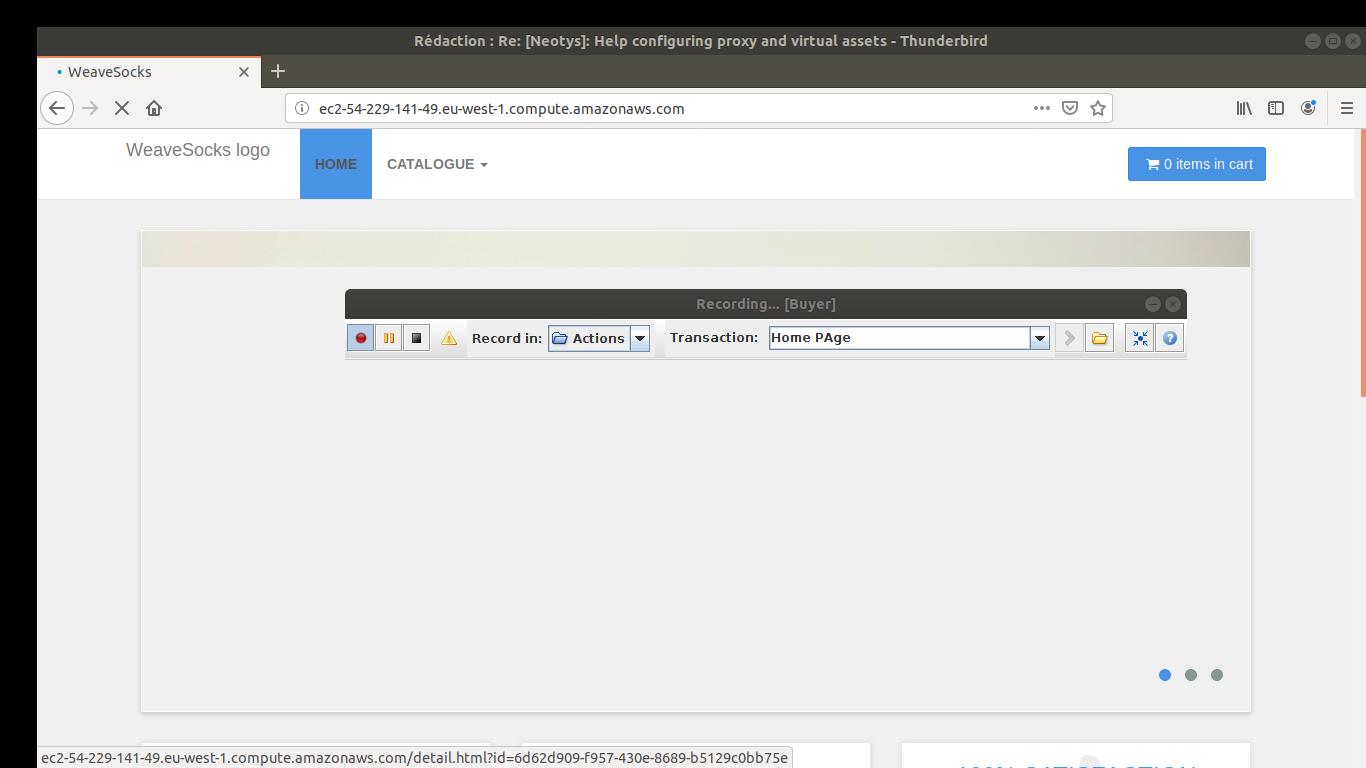 Rédaction : Re: [Neotys]: Help configuring proxy and virtual assets - Thunderbird
WeaveSocks
ec2-54-229-141-49.eu-west-1.compute.amazonaws.com
WeaveSocks logo
HOME
CATALOGUE
0 items in cart
Recording... [Buyer]
Record in: Actions Transaction: Home PAge
100% SATISFACTION
ec2-54-229-141-49.eu-west-1.compute.amazonaws.com/detail.html?id=6d62d909-f957-430e-8689-b5129c0bb75e